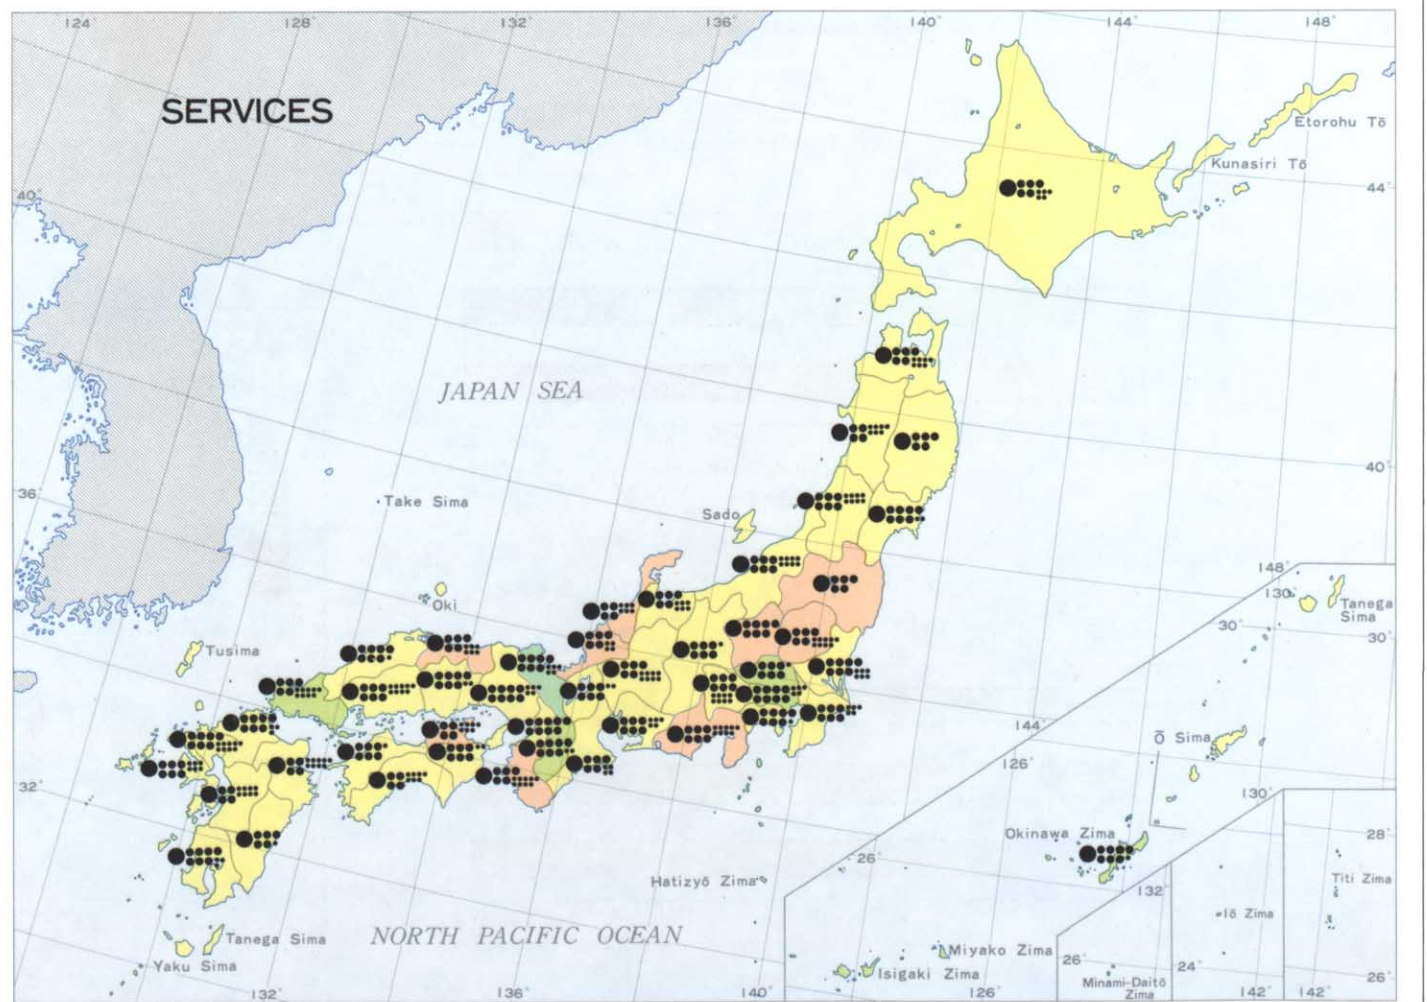 124° 128° 132° 136° 140° 144° 148°
SERVICES
Etorohu Tō
Kunasiri Tō
40°
44°
JAPAN SEA
40°
36°
Take Sima
Sado
Oki
148°
130°
Tanega
Sima
30°
30°
Tusima
144°
Ō Sima
126°
32°
130°
Okinawa Zima
28°
26°
Hatizyō Zima
132°
Titi Zima
Iō Zima
Tanega Sima
NORTH PACIFIC OCEAN
Miyako Zima
Yaku Sima
Isigaki Zima
26°
24°
Minami-Daitō
Zima
26°
132° 136° 140° 126° 142° 142°